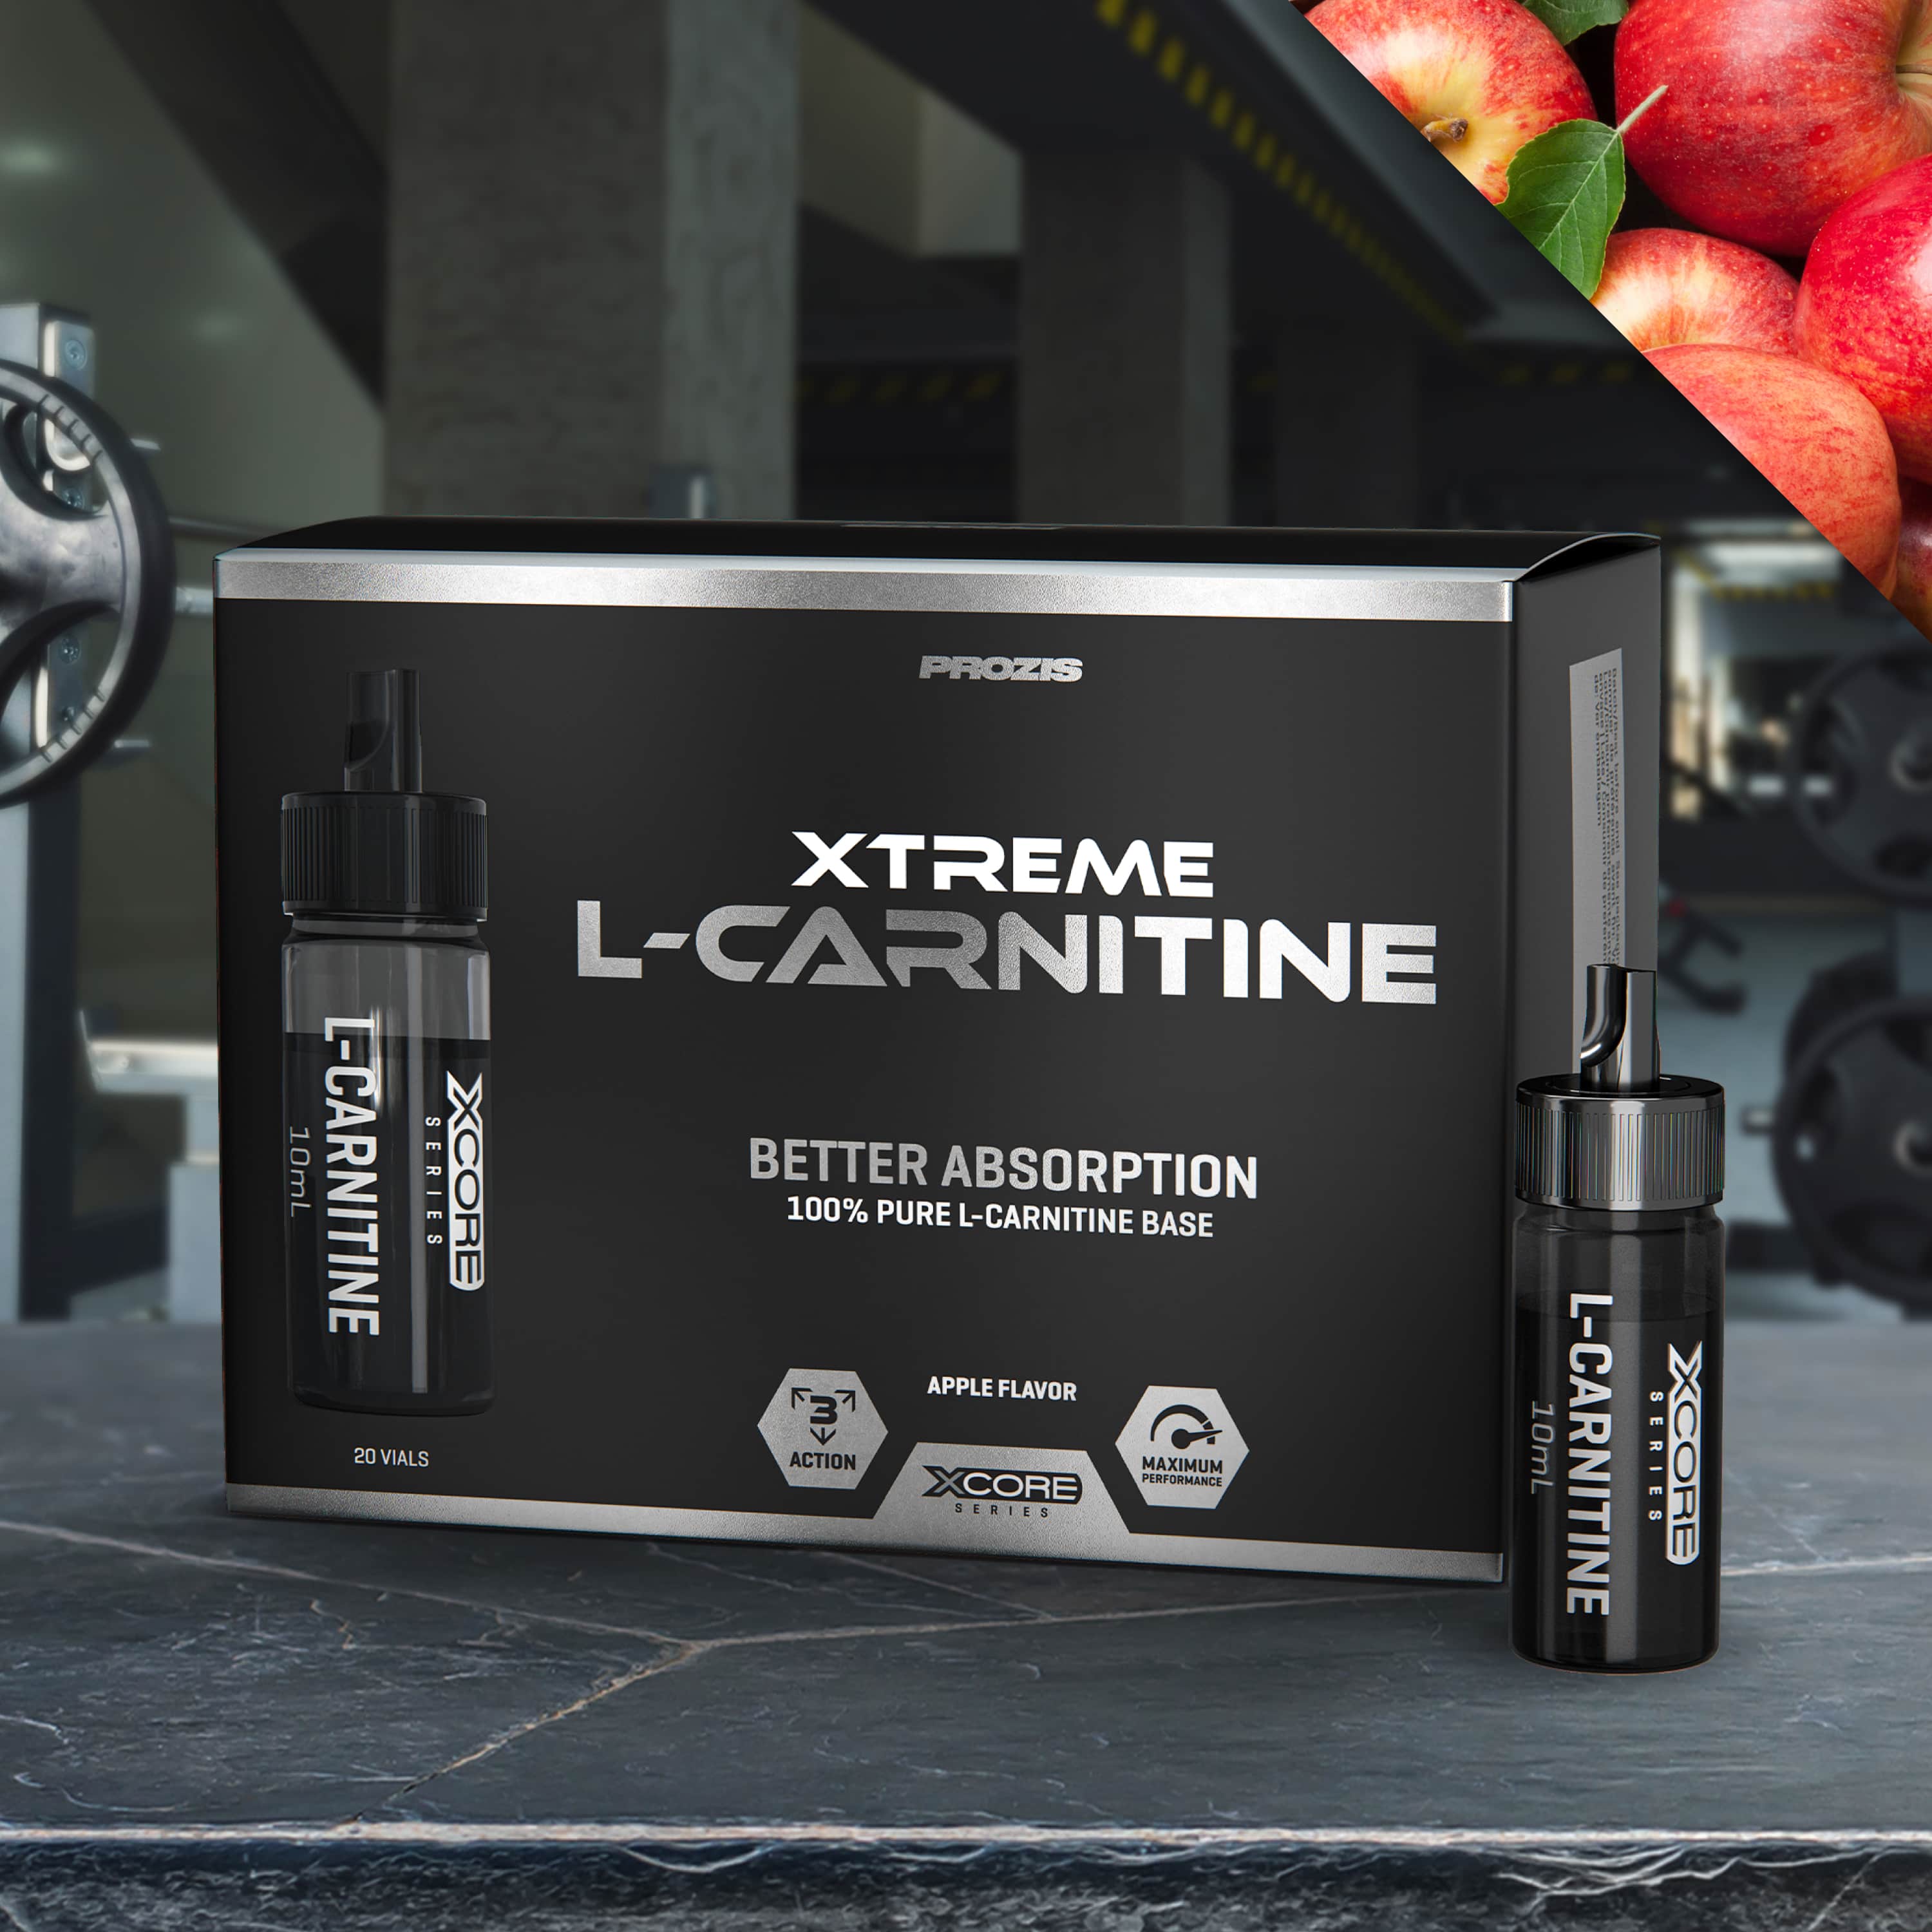 PROZIS
XTREME
L-CARNITINE
BETTER ABSORPTION
100% PURE L-CARNITINE BASE
APPLE FLAVOR
3
ACTION
MAXIMUM
PERFORMANCE
XCORE
SERIES
XCORE
SERIES
L-CARNITINE
10mL
20 VIALS
XCORE
SERIES
L-CARNITINE
10mL